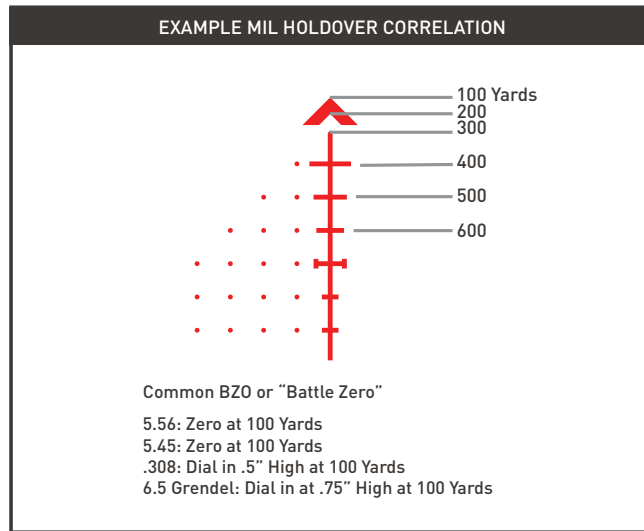 EXAMPLE MIL HOLDOVER CORRELATION
100 Yards
200
300
400
500
600
Common BZO or “Battle Zero”
5.56: Zero at 100 Yards
5.45: Zero at 100 Yards
.308: Dial in .5” High at 100 Yards
6.5 Grendel: Dial in at .75” High at 100 Yards